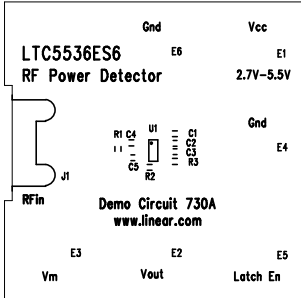 Gnd Vcc
LTC5536ES6 E6 E1
RF Power Detector 2.7V-5.5V
Gnd
U1
R1 C4 C1
C2 E4
C3
C5 R3
J1 R2
RFin Demo Circuit 730A
www.linear.com
E3 E2 E5
Vm Vout Latch En